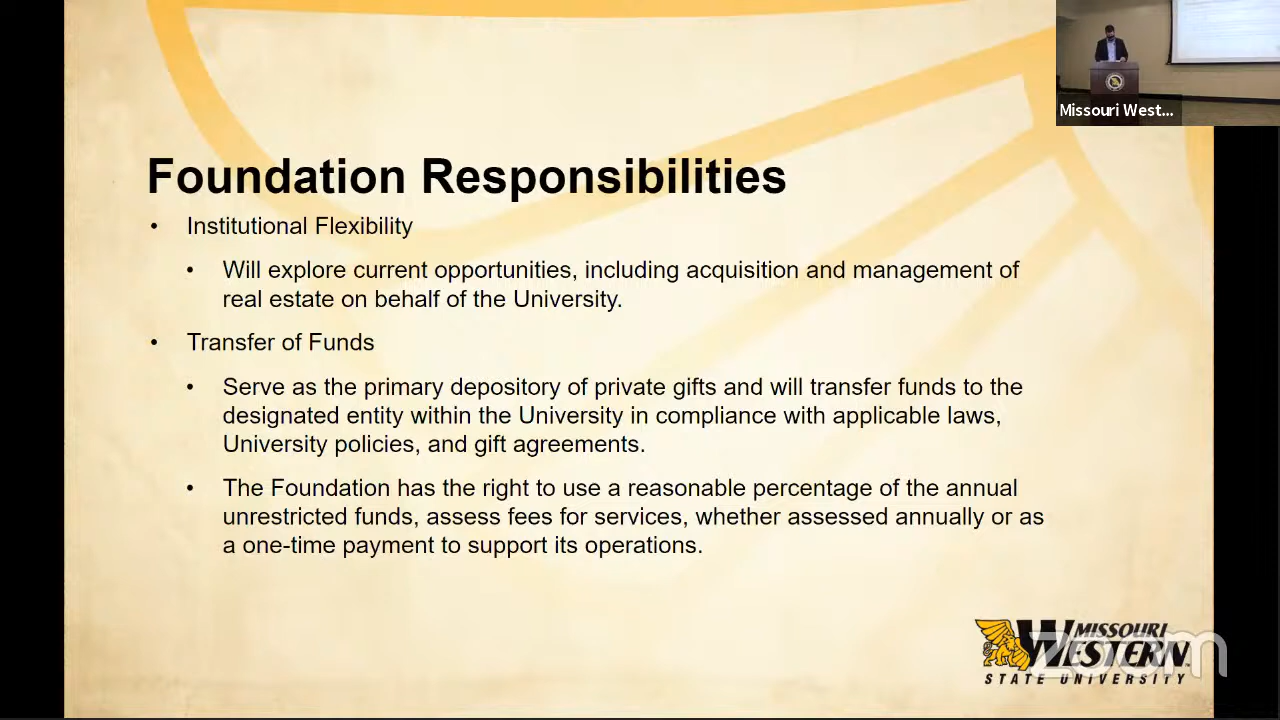 Missouri West...
Foundation Responsibilities
• Institutional Flexibility
• Will explore current opportunities, including acquisition and management of
real estate on behalf of the University.
• Transfer of Funds
• Serve as the primary depository of private gifts and will transfer funds to the
designated entity within the University in compliance with applicable laws,
University policies, and gift agreements.
• The Foundation has the right to use a reasonable percentage of the annual
unrestricted funds, assess fees for services, whether assessed annually or as
a one-time payment to support its operations.
MISSOURI
WESTERN
STATE UNIVERSITY
zoom